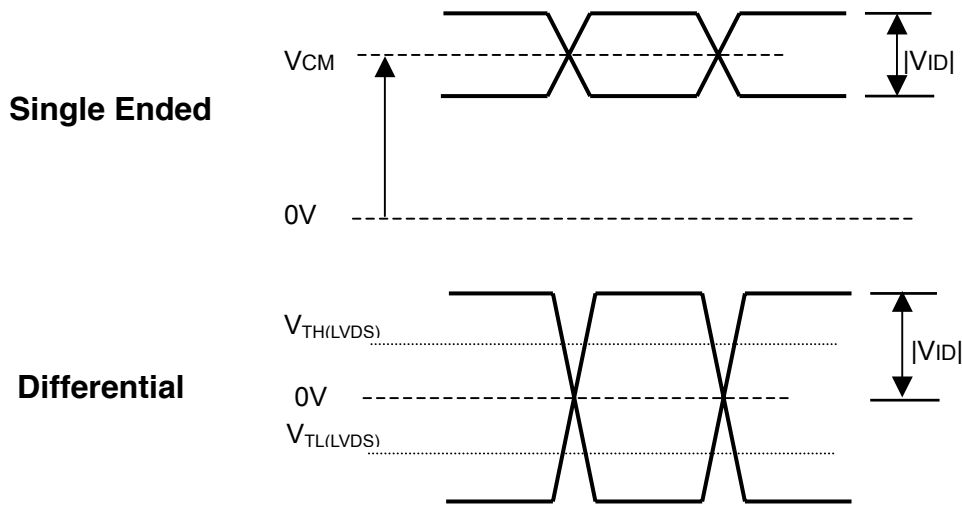 VCM
|VID|
Single Ended
0V
VTH(LVDS)
|VID|
Differential
0V
VTL(LVDS)